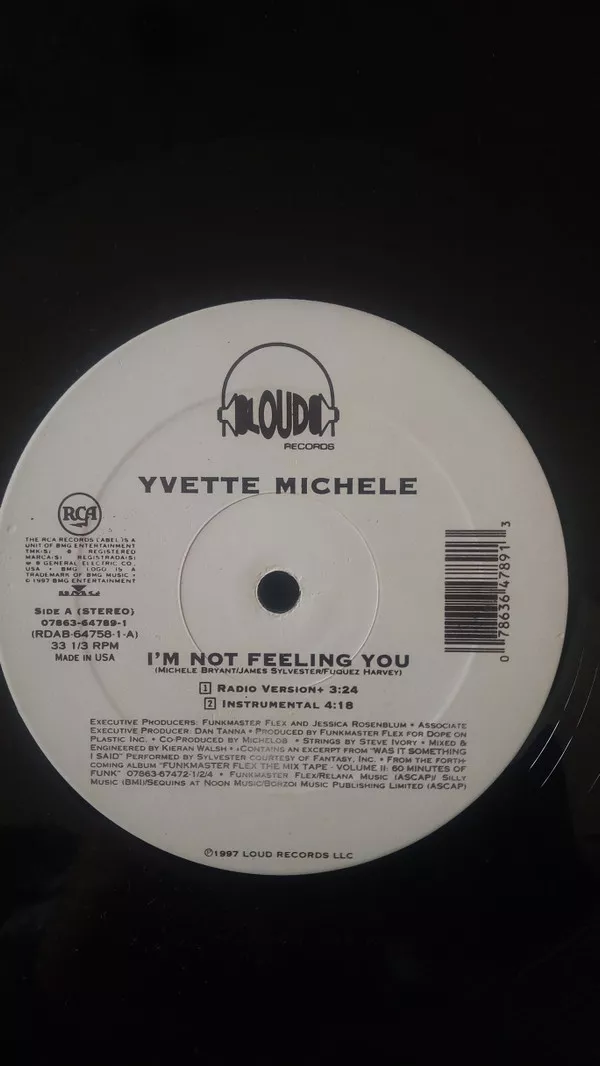 LOUD
RECORDS
YVETTE MICHELE
RCA
THE RCA RECORDS LABEL IS A
UNIT OF BMG ENTERTAINMENT
TMK(S) ® REGISTERED
MARCA(S) REGISTRADA(S)
® GENERAL ELECTRIC CO.,
USA • BMG LOGO IS A
TRADEMARK OF BMG MUSIC •
© 1997 BMG ENTERTAINMENT
BMG
SIDE A (STEREO)
07863-64789-1
(RDAB-64758-1-A)
33 1/3 RPM
MADE IN USA
0 78636 47891 3
I'M NOT FEELING YOU
(MICHELE BRYANT/JAMES SYLVESTER/FUQUEZ HARVEY)
1 RADIO VERSION+ 3:24
2 INSTRUMENTAL 4:18
EXECUTIVE PRODUCERS: FUNKMASTER FLEX AND JESSICA ROSENBLUM • ASSOCIATE
EXECUTIVE PRODUCER: DAN TANNA • PRODUCED BY FUNKMASTER FLEX FOR DOPE ON
PLASTIC INC. • CO-PRODUCED BY MICHELOB • STRINGS BY STEVE IVORY • MIXED &
ENGINEERED BY KIERAN WALSH • +CONTAINS AN EXCERPT FROM "WAS IT SOMETHING
I SAID" PERFORMED BY SYLVESTER COURTESY OF FANTASY, INC. • FROM THE FORTH-
COMING ALBUM "FUNKMASTER FLEX THE MIX TAPE - VOLUME II: 60 MINUTES OF
FUNK" 07863-67472-1/2/4 • FUNKMASTER FLEX/RELANA MUSIC (ASCAP)/ SILLY
MUSIC (BMI)/SEQUINS AT NOON MUSIC/BORZOI MUSIC PUBLISHING LIMITED (ASCAP)
℗1997 LOUD RECORDS LLC